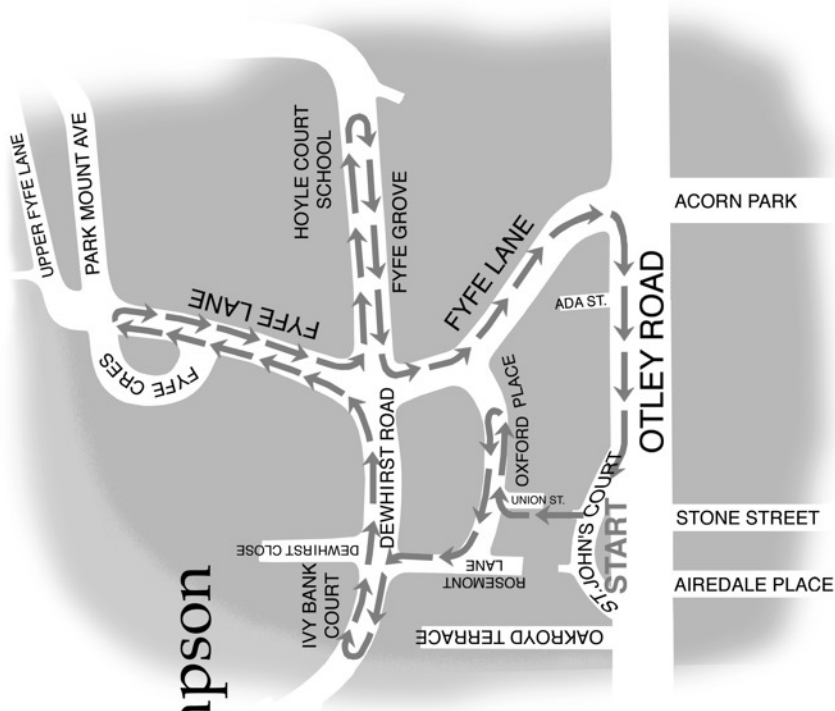 UPPER FYFE LANE
PARK MOUNT AVE
HOYLE COURT
SCHOOL
FYFE GROVE
FYFE LANE
FYFE LANE
FYFE CRES
ACORN PARK
ADA ST.
OTLEY ROAD
OXFORD PLACE
DEWHIRST ROAD
UNION ST.
ST.JOHN'S COURT
START
STONE STREET
DEWHIRST CLOSE
IVY BANK
COURT
ROSEMONT
LANE
AIREDALE PLACE
OAKROYD TERRACE